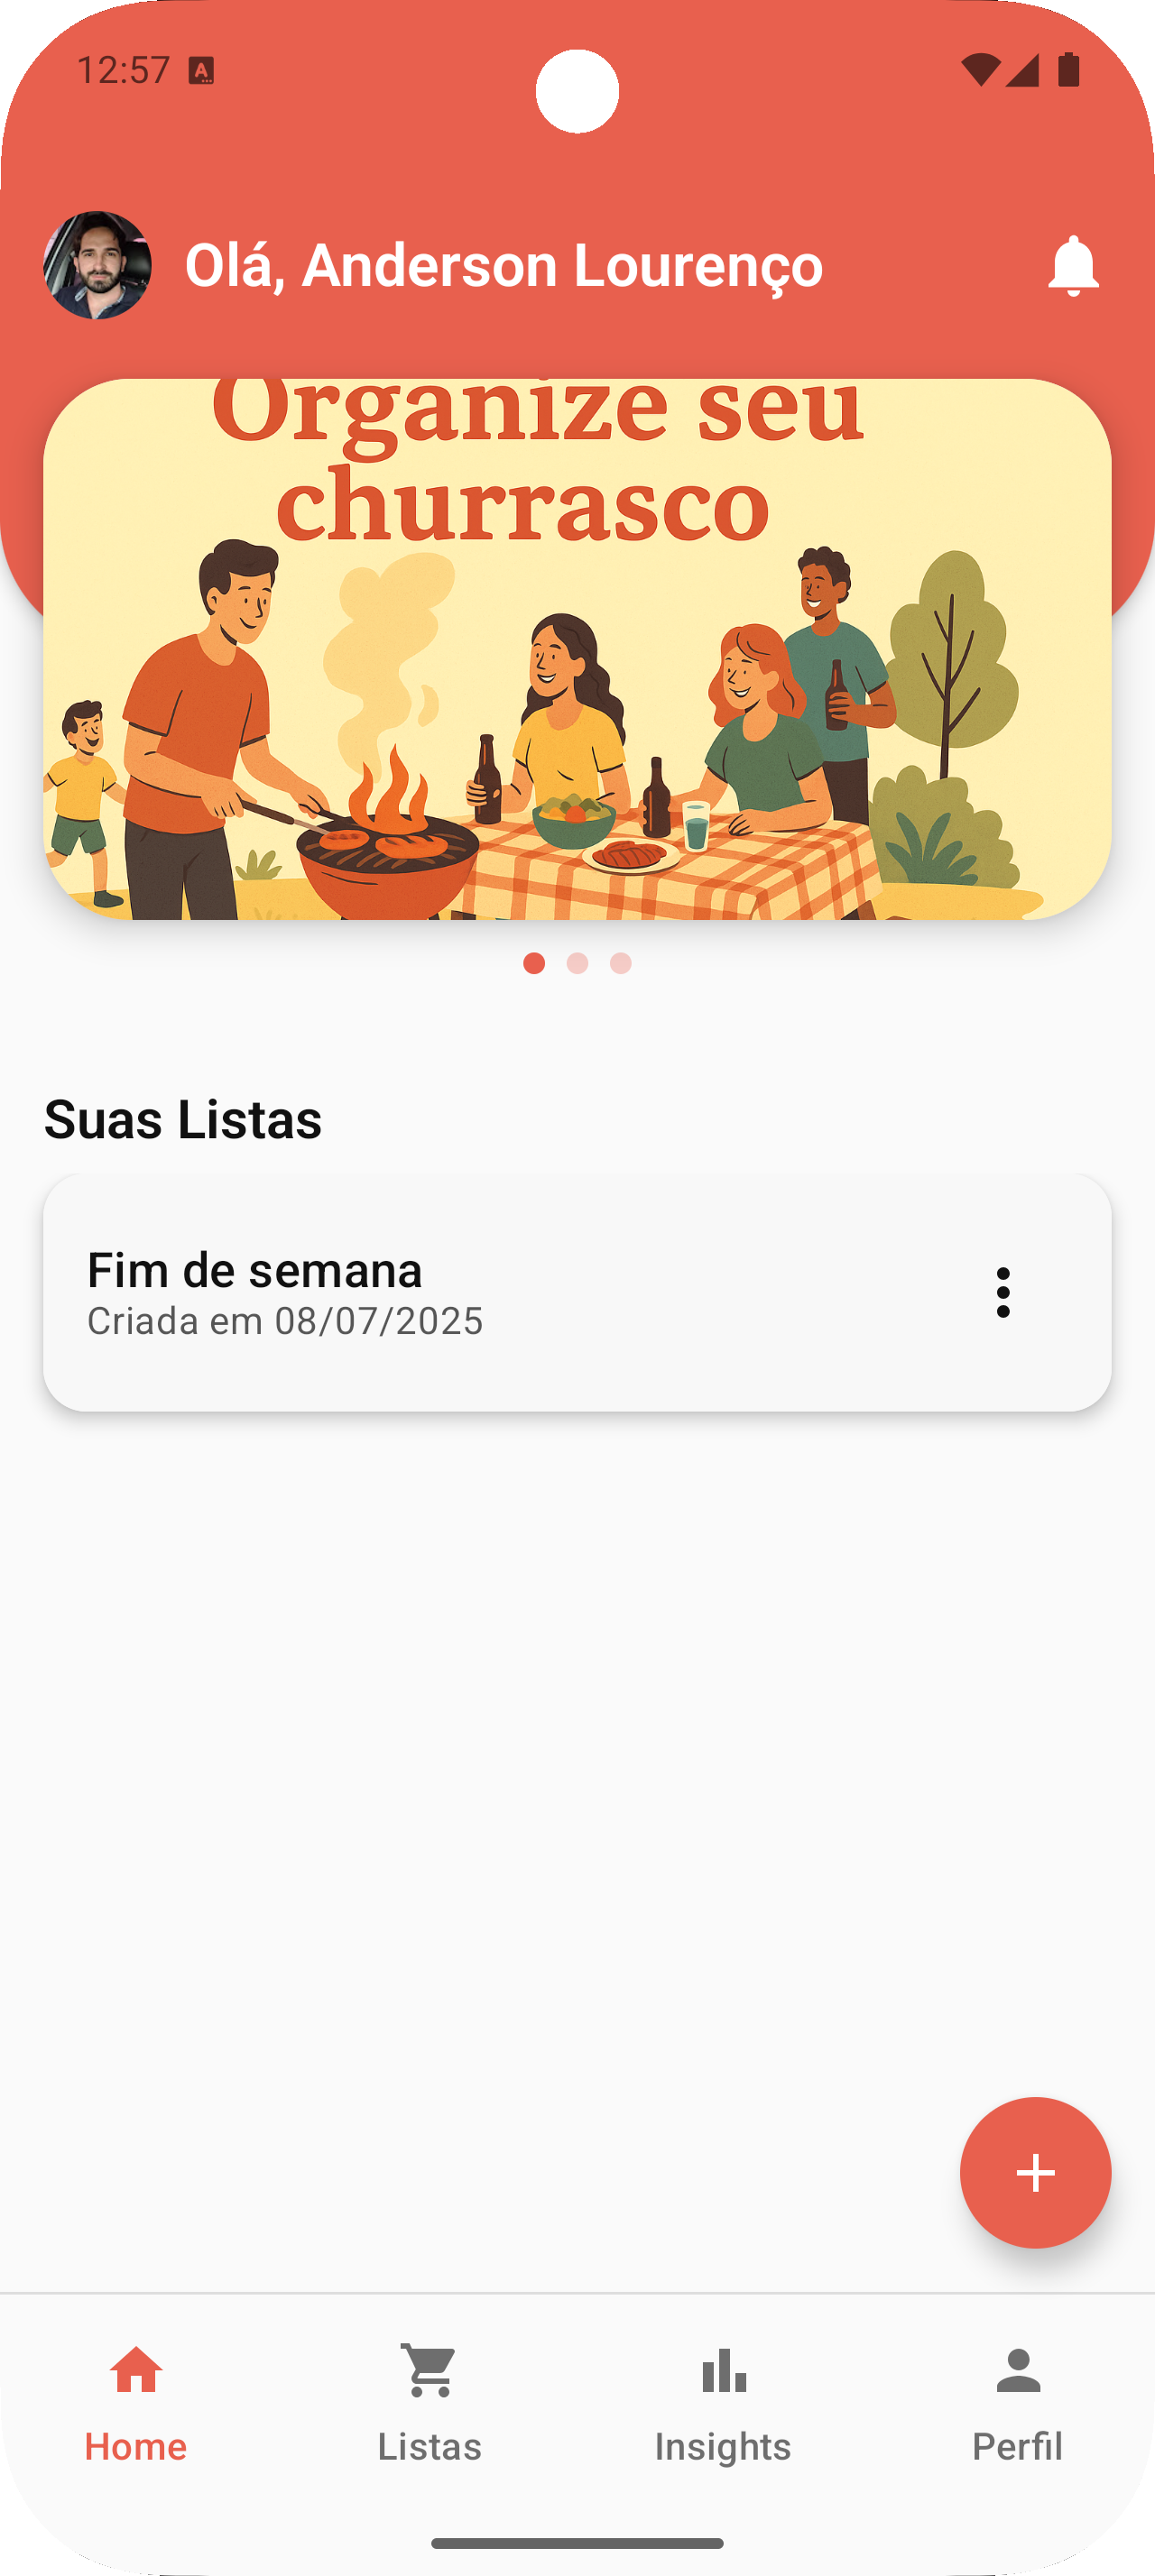 12:57
Olá, Anderson Lourenço
Organize seu
churrasco
Suas Listas
Fim de semana
Criada em 08/07/2025
Home
Listas
Insights
Perfil